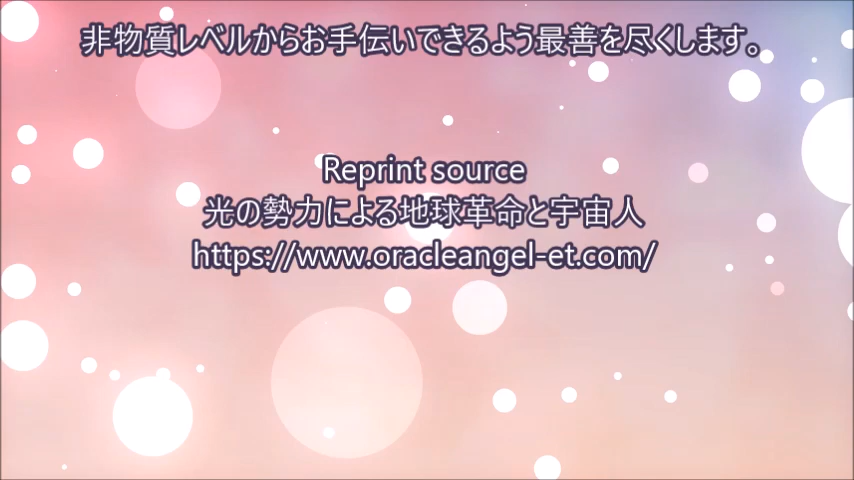 非物質レベルからお手伝いできるよう最善を尽くします。
Reprint source
光の勢力による地球革命と宇宙人
https://www.oracleangel-et.com/